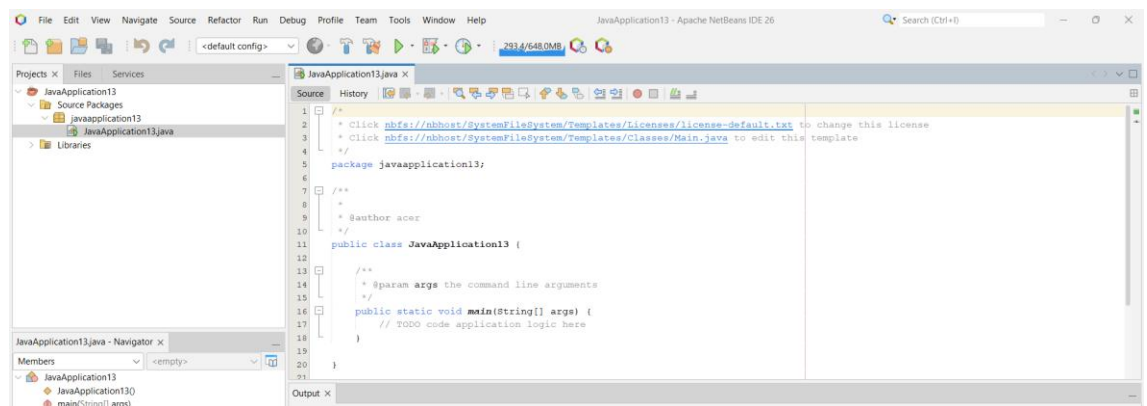 File Edit View Navigate Source Refactor Run Debug Profile Team Tools Window Help
JavaApplication13 - Apache NetBeans IDE 26
Search (Ctrl+I)
<default config>
293,4/648,0MB
Projects Files Services
JavaApplication13
Source Packages
javaapplication13
JavaApplication13.java
Libraries
JavaApplication13.java
Source History
1 /*
2 * Click nbfs://nbhost/SystemFileSystem/Templates/Licenses/license-default.txt to change this license
3 * Click nbfs://nbhost/SystemFileSystem/Templates/Classes/Main.java to edit this template
4 */
5 package javaapplication13;
6
7 /**
8 *
9 * @author acer
10 */
11 public class JavaApplication13 {
12
13 /**
14 * @param args the command line arguments
15 */
16 public static void main(String[] args) {
17 // TODO code application logic here
18 }
19
20 }
21
JavaApplication13.java - Navigator
Members <empty>
JavaApplication13
JavaApplication13()
main(String[] args)
Output